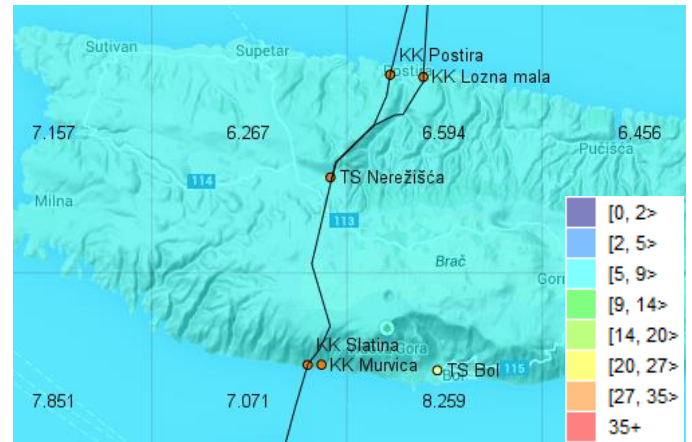 Sutivan
Supetar
KK Postira
Postira
KK Lozna mala
7.157
6.267
6.594
6.456
Pučišća
114
TS Nerežišća
Milna
113
[0, 2>
[2, 5>
[5, 9>
[9, 14>
[14, 20>
[20, 27>
[27, 35>
35+
Brač
KK Slatina
KK Murvica
TS Bol
115
7.851
7.071
8.259